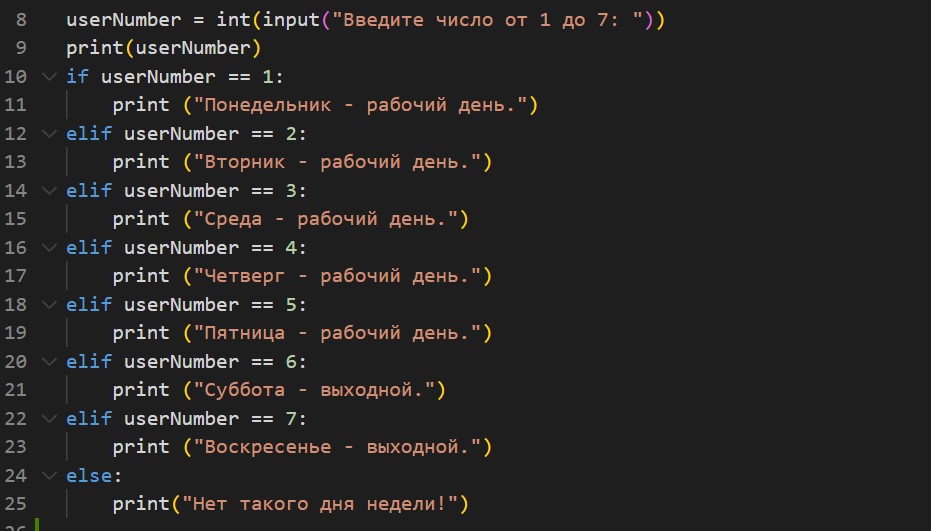 8 userNumber = int(input("Введите число от 1 до 7: "))
9 print(userNumber)
10 if userNumber == 1:
11     print ("Понедельник - рабочий день.")
12 elif userNumber == 2:
13     print ("Вторник - рабочий день.")
14 elif userNumber == 3:
15     print ("Среда - рабочий день.")
16 elif userNumber == 4:
17     print ("Четверг - рабочий день.")
18 elif userNumber == 5:
19     print ("Пятница - рабочий день.")
20 elif userNumber == 6:
21     print ("Суббота - выходной.")
22 elif userNumber == 7:
23     print ("Воскресенье - выходной.")
24 else:
25     print("Нет такого дня недели!")
26